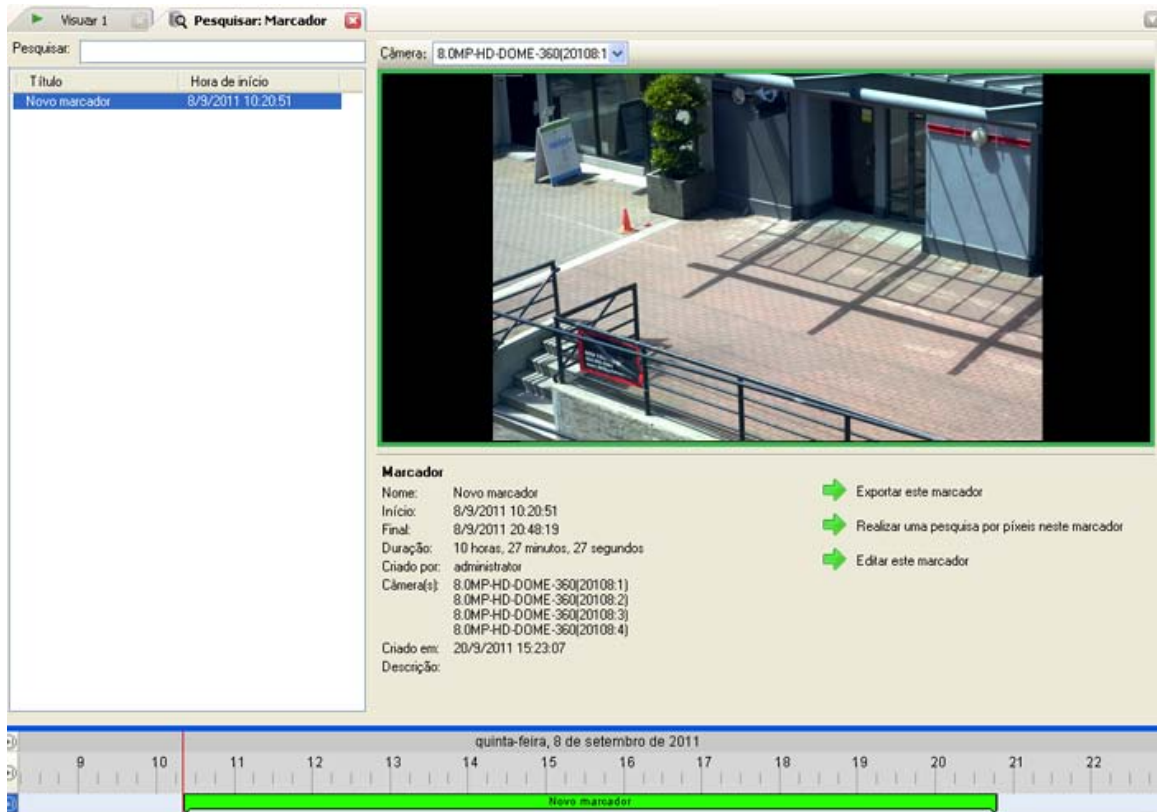 Visuar 1
Pesquisar: Marcador
Pesquisar:
Câmera: 8.0MP-HD-DOME-360(20108:1
Título Hora de início
Novo marcador 8/9/2011 10:20:51
Marcador
Nome: Novo marcador
Início: 8/9/2011 10:20:51
Final: 8/9/2011 20:48:19
Duração: 10 horas, 27 minutos, 27 segundos
Criado por: administrator
Câmera(s): 8.0MP-HD-DOME-360(20108:1)
8.0MP-HD-DOME-360(20108:2)
8.0MP-HD-DOME-360(20108:3)
8.0MP-HD-DOME-360(20108:4)
Criado em: 20/9/2011 15:23:07
Descrição:
Exportar este marcador
Realizar uma pesquisa por píxeis neste marcador
Editar este marcador
quinta-feira, 8 de setembro de 2011
9 10 11 12 13 14 15 16 17 18 19 20 21 22
Novo marcador